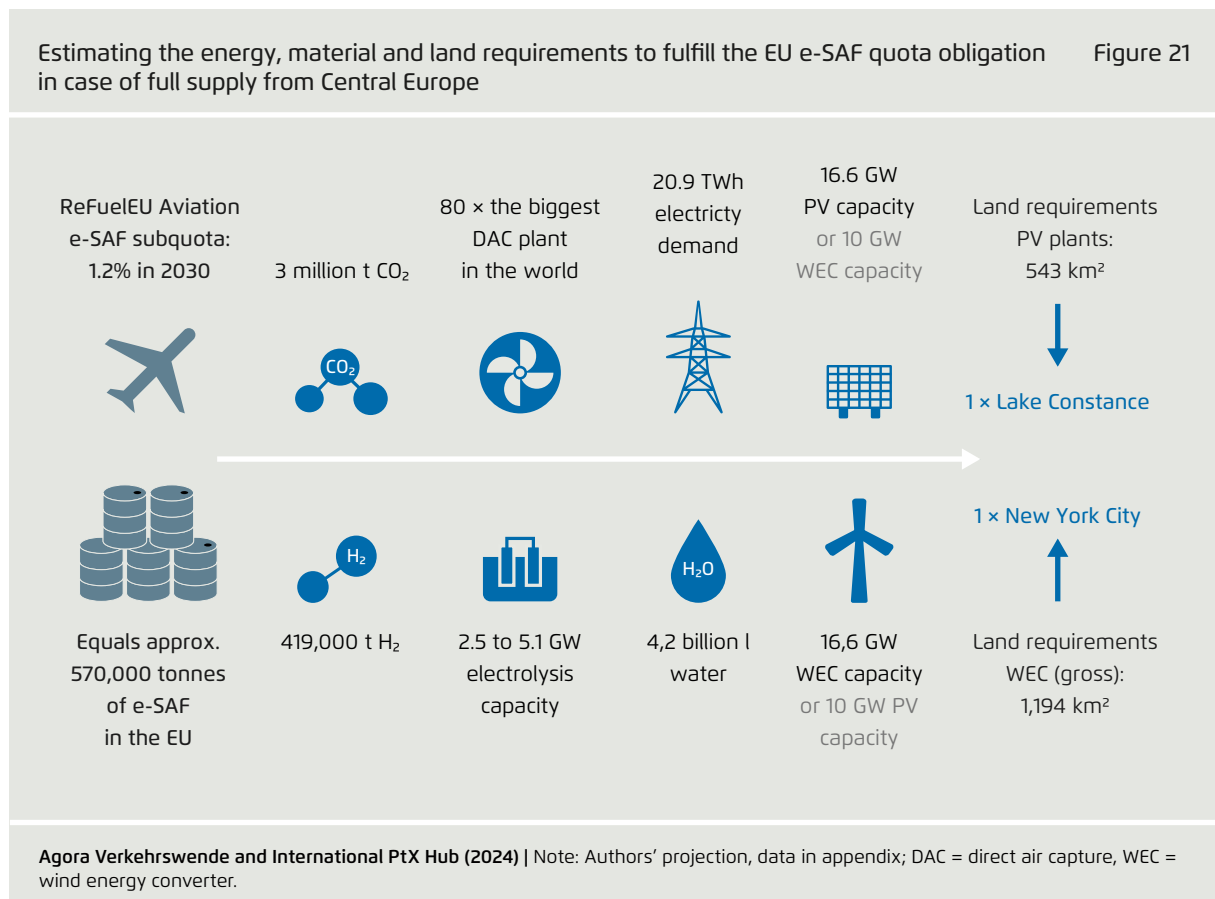 Estimating the energy, material and land requirements to fulfill the EU e-SAF quota obligation
in case of full supply from Central Europe
Figure 21
ReFuelEU Aviation
e-SAF subquota:
1.2% in 2030
3 million t CO₂
80 × the biggest
DAC plant
in the world
20.9 TWh
electricty
demand
16.6 GW
PV capacity
or 10 GW
WEC capacity
Land requirements
PV plants:
543 km²
CO₂
1 × Lake Constance
1 × New York City
H₂
H₂O
Equals approx.
570,000 tonnes
of e-SAF
in the EU
419,000 t H₂
2.5 to 5.1 GW
electrolysis
capacity
4,2 billion l
water
16,6 GW
WEC capacity
or 10 GW PV
capacity
Land requirements
WEC (gross):
1,194 km²
Agora Verkehrswende and International PtX Hub (2024) | Note: Authors’ projection, data in appendix; DAC = direct air capture, WEC =
wind energy converter.